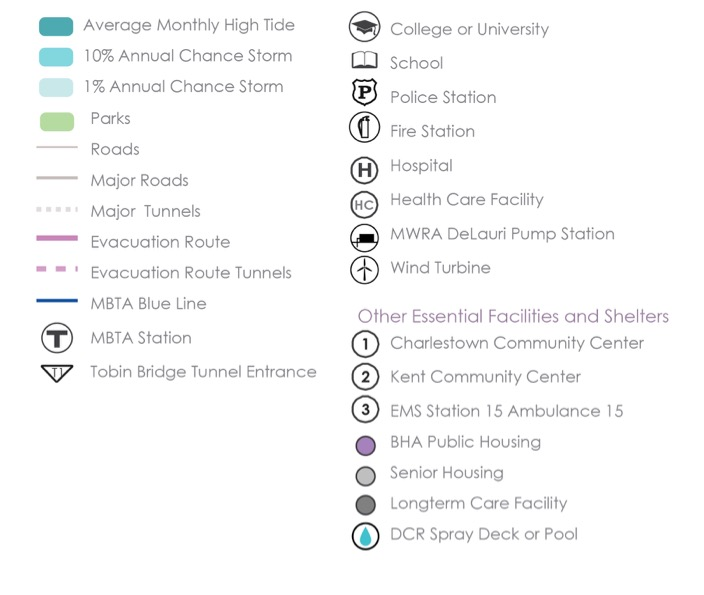 Average Monthly High Tide
10% Annual Chance Storm
1% Annual Chance Storm
Parks
Roads
Major Roads
Major Tunnels
Evacuation Route
Evacuation Route Tunnels
MBTA Blue Line
T MBTA Station
T1 Tobin Bridge Tunnel Entrance
College or University
School
P Police Station
Fire Station
H Hospital
HC Health Care Facility
MWRA DeLauri Pump Station
Wind Turbine
Other Essential Facilities and Shelters
1 Charlestown Community Center
2 Kent Community Center
3 EMS Station 15 Ambulance 15
BHA Public Housing
Senior Housing
Longterm Care Facility
DCR Spray Deck or Pool